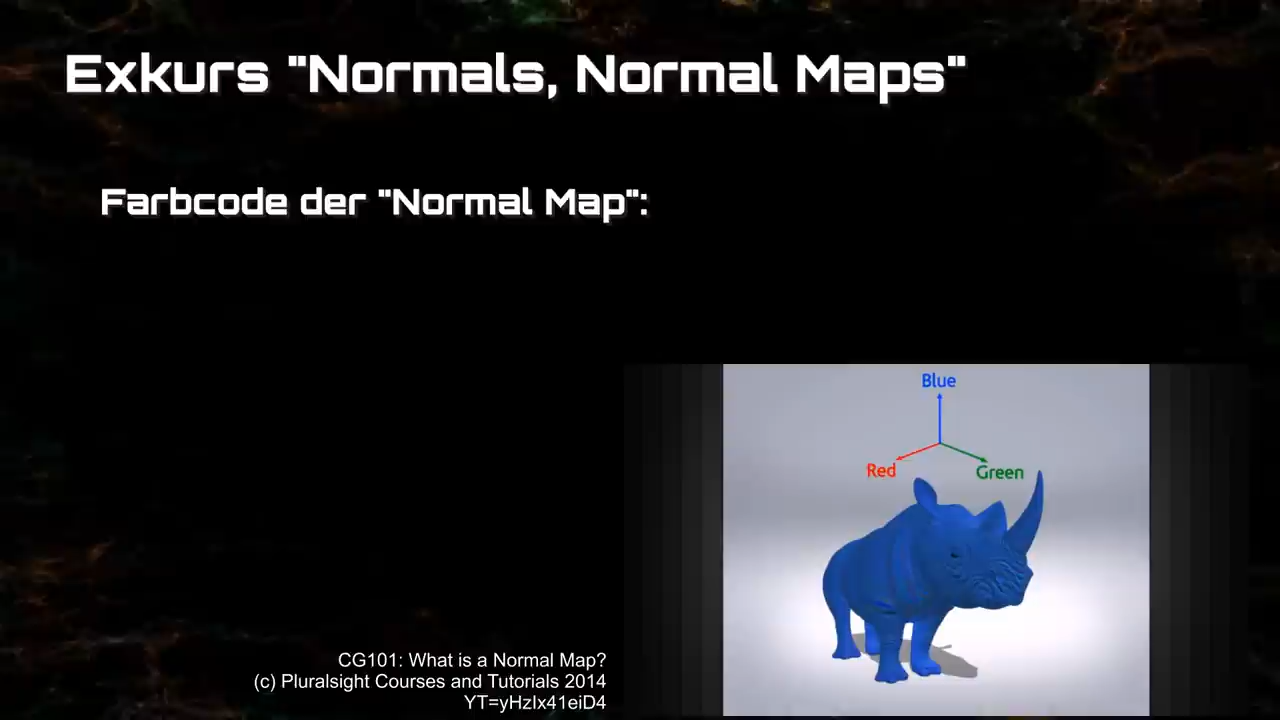 Exkurs "Normals, Normal Maps"
Farbcode der "Normal Map":
Blue
Red
Green
CG101: What is a Normal Map?
(c) Pluralsight Courses and Tutorials 2014
YT=yHzIx41eiD4